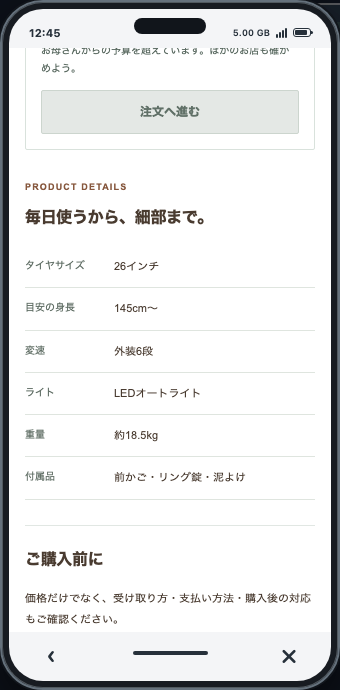 12:45
5.00 GB
お母さんからの予算を超えています。ほかのお店も確か
めよう。
注文へ進む
PRODUCT DETAILS
毎日使うから、細部まで。
タイヤサイズ 26インチ
目安の身長 145cm〜
変速 外装6段
ライト LEDオートライト
重量 約18.5kg
付属品 前かご・リング錠・泥よけ
ご購入前に
価格だけでなく、受け取り方・支払い方法・購入後の対応
もご確認ください。